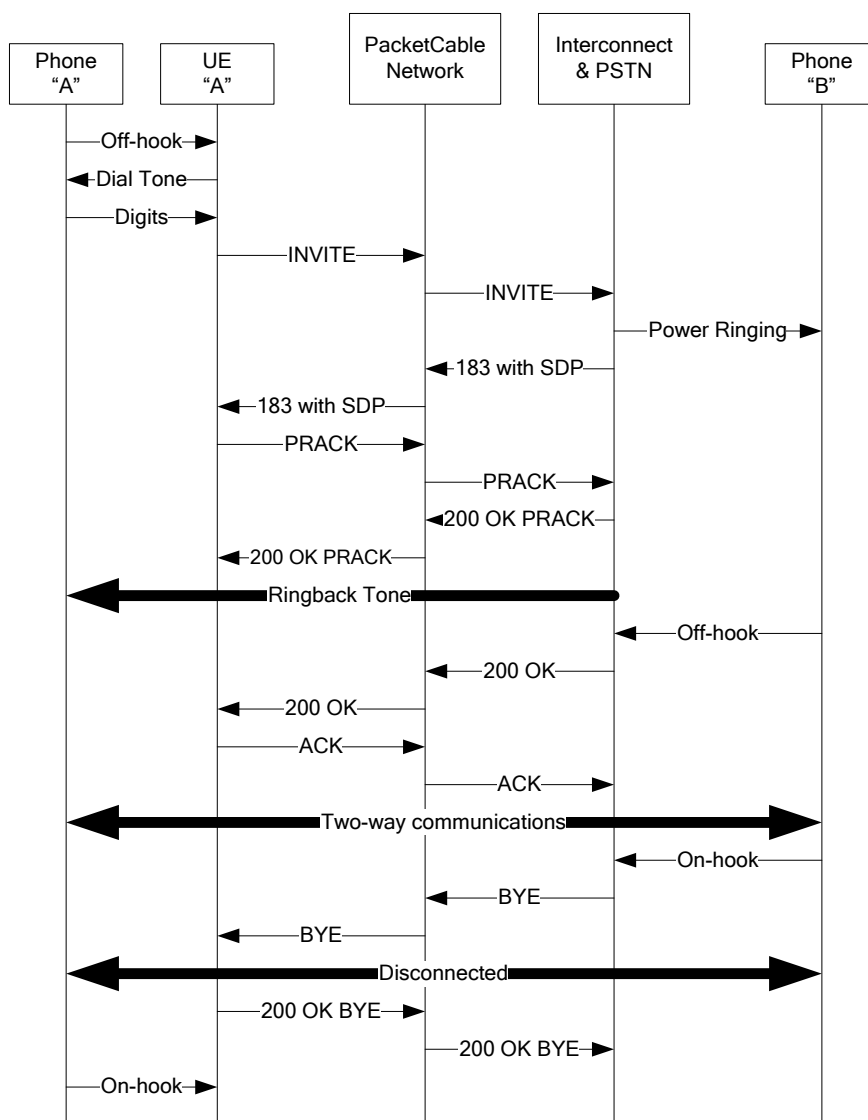 Phone
“A”
UE
“A”
PacketCable
Network
Interconnect
& PSTN
Phone
“B”
Off-hook
Dial Tone
Digits
INVITE
INVITE
Power Ringing
183 with SDP
183 with SDP
PRACK
PRACK
200 OK PRACK
200 OK PRACK
Ringback Tone
Off-hook
200 OK
200 OK
ACK
ACK
Two-way communications
On-hook
BYE
BYE
Disconnected
200 OK BYE
200 OK BYE
On-hook